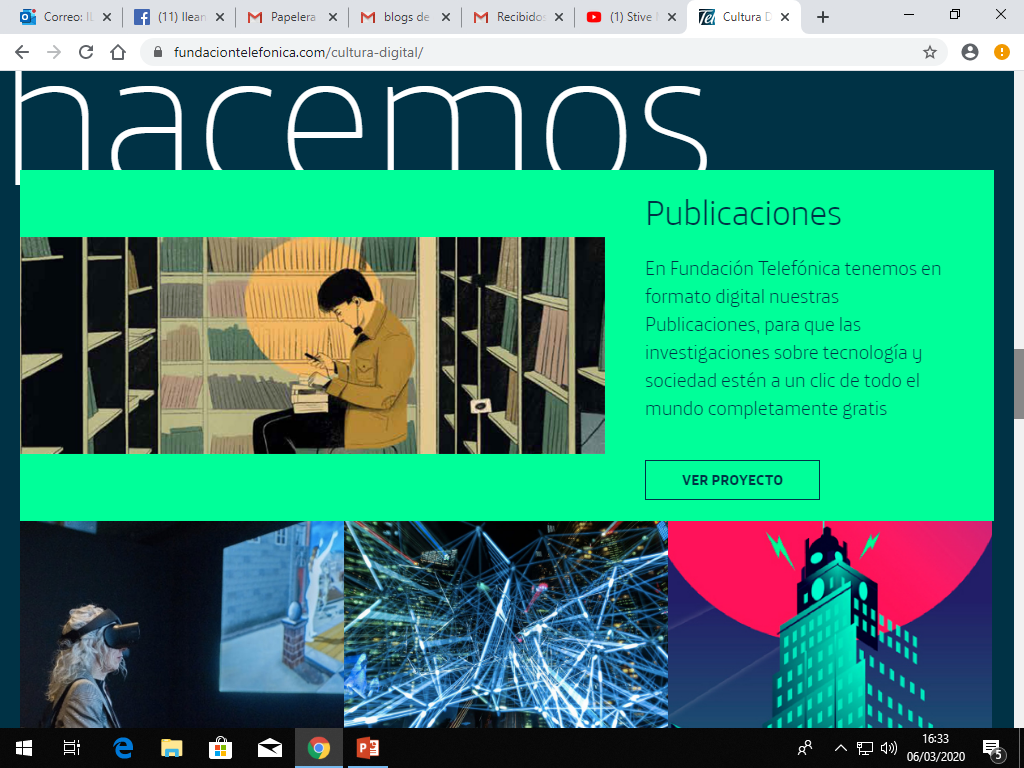 Correo: IL
(11) Ilean
Papelera
blogs de
Recibidos
(1) Stive
Cultura D
fundaciontelefonica.com/cultura-digital/
hacemos
Publicaciones
En Fundación Telefónica tenemos en
formato digital nuestras
Publicaciones, para que las
investigaciones sobre tecnología y
sociedad estén a un clic de todo el
mundo completamente gratis
VER PROYECTO
16:33
06/03/2020
5